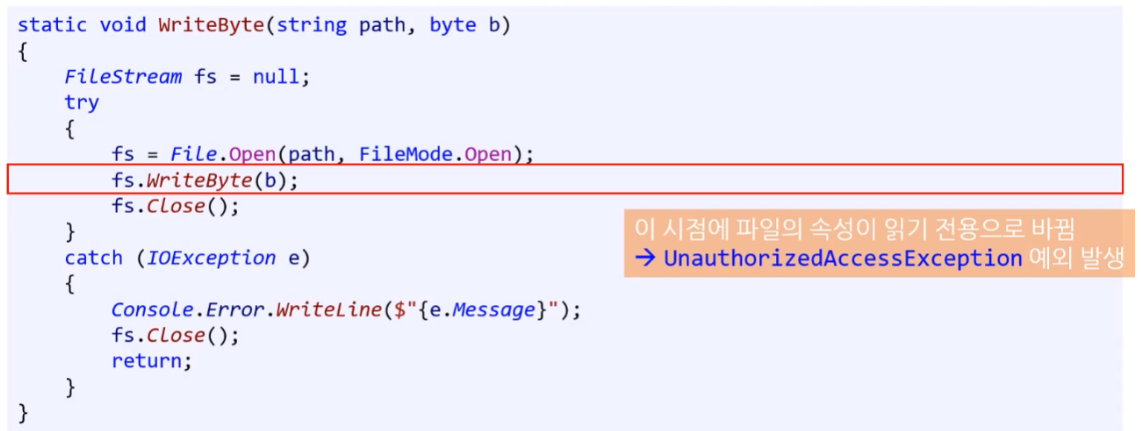 static void WriteByte(string path, byte b)
{
    FileStream fs = null;
    try
    {
        fs = File.Open(path, FileMode.Open);
        fs.WriteByte(b);
        fs.Close();
    }
    catch (IOException e)
    {
        Console.Error.WriteLine($"{e.Message}");
        fs.Close();
        return;
    }
}
이 시점에 파일의 속성이 읽기 전용으로 바뀜
→ UnauthorizedAccessException 예외 발생